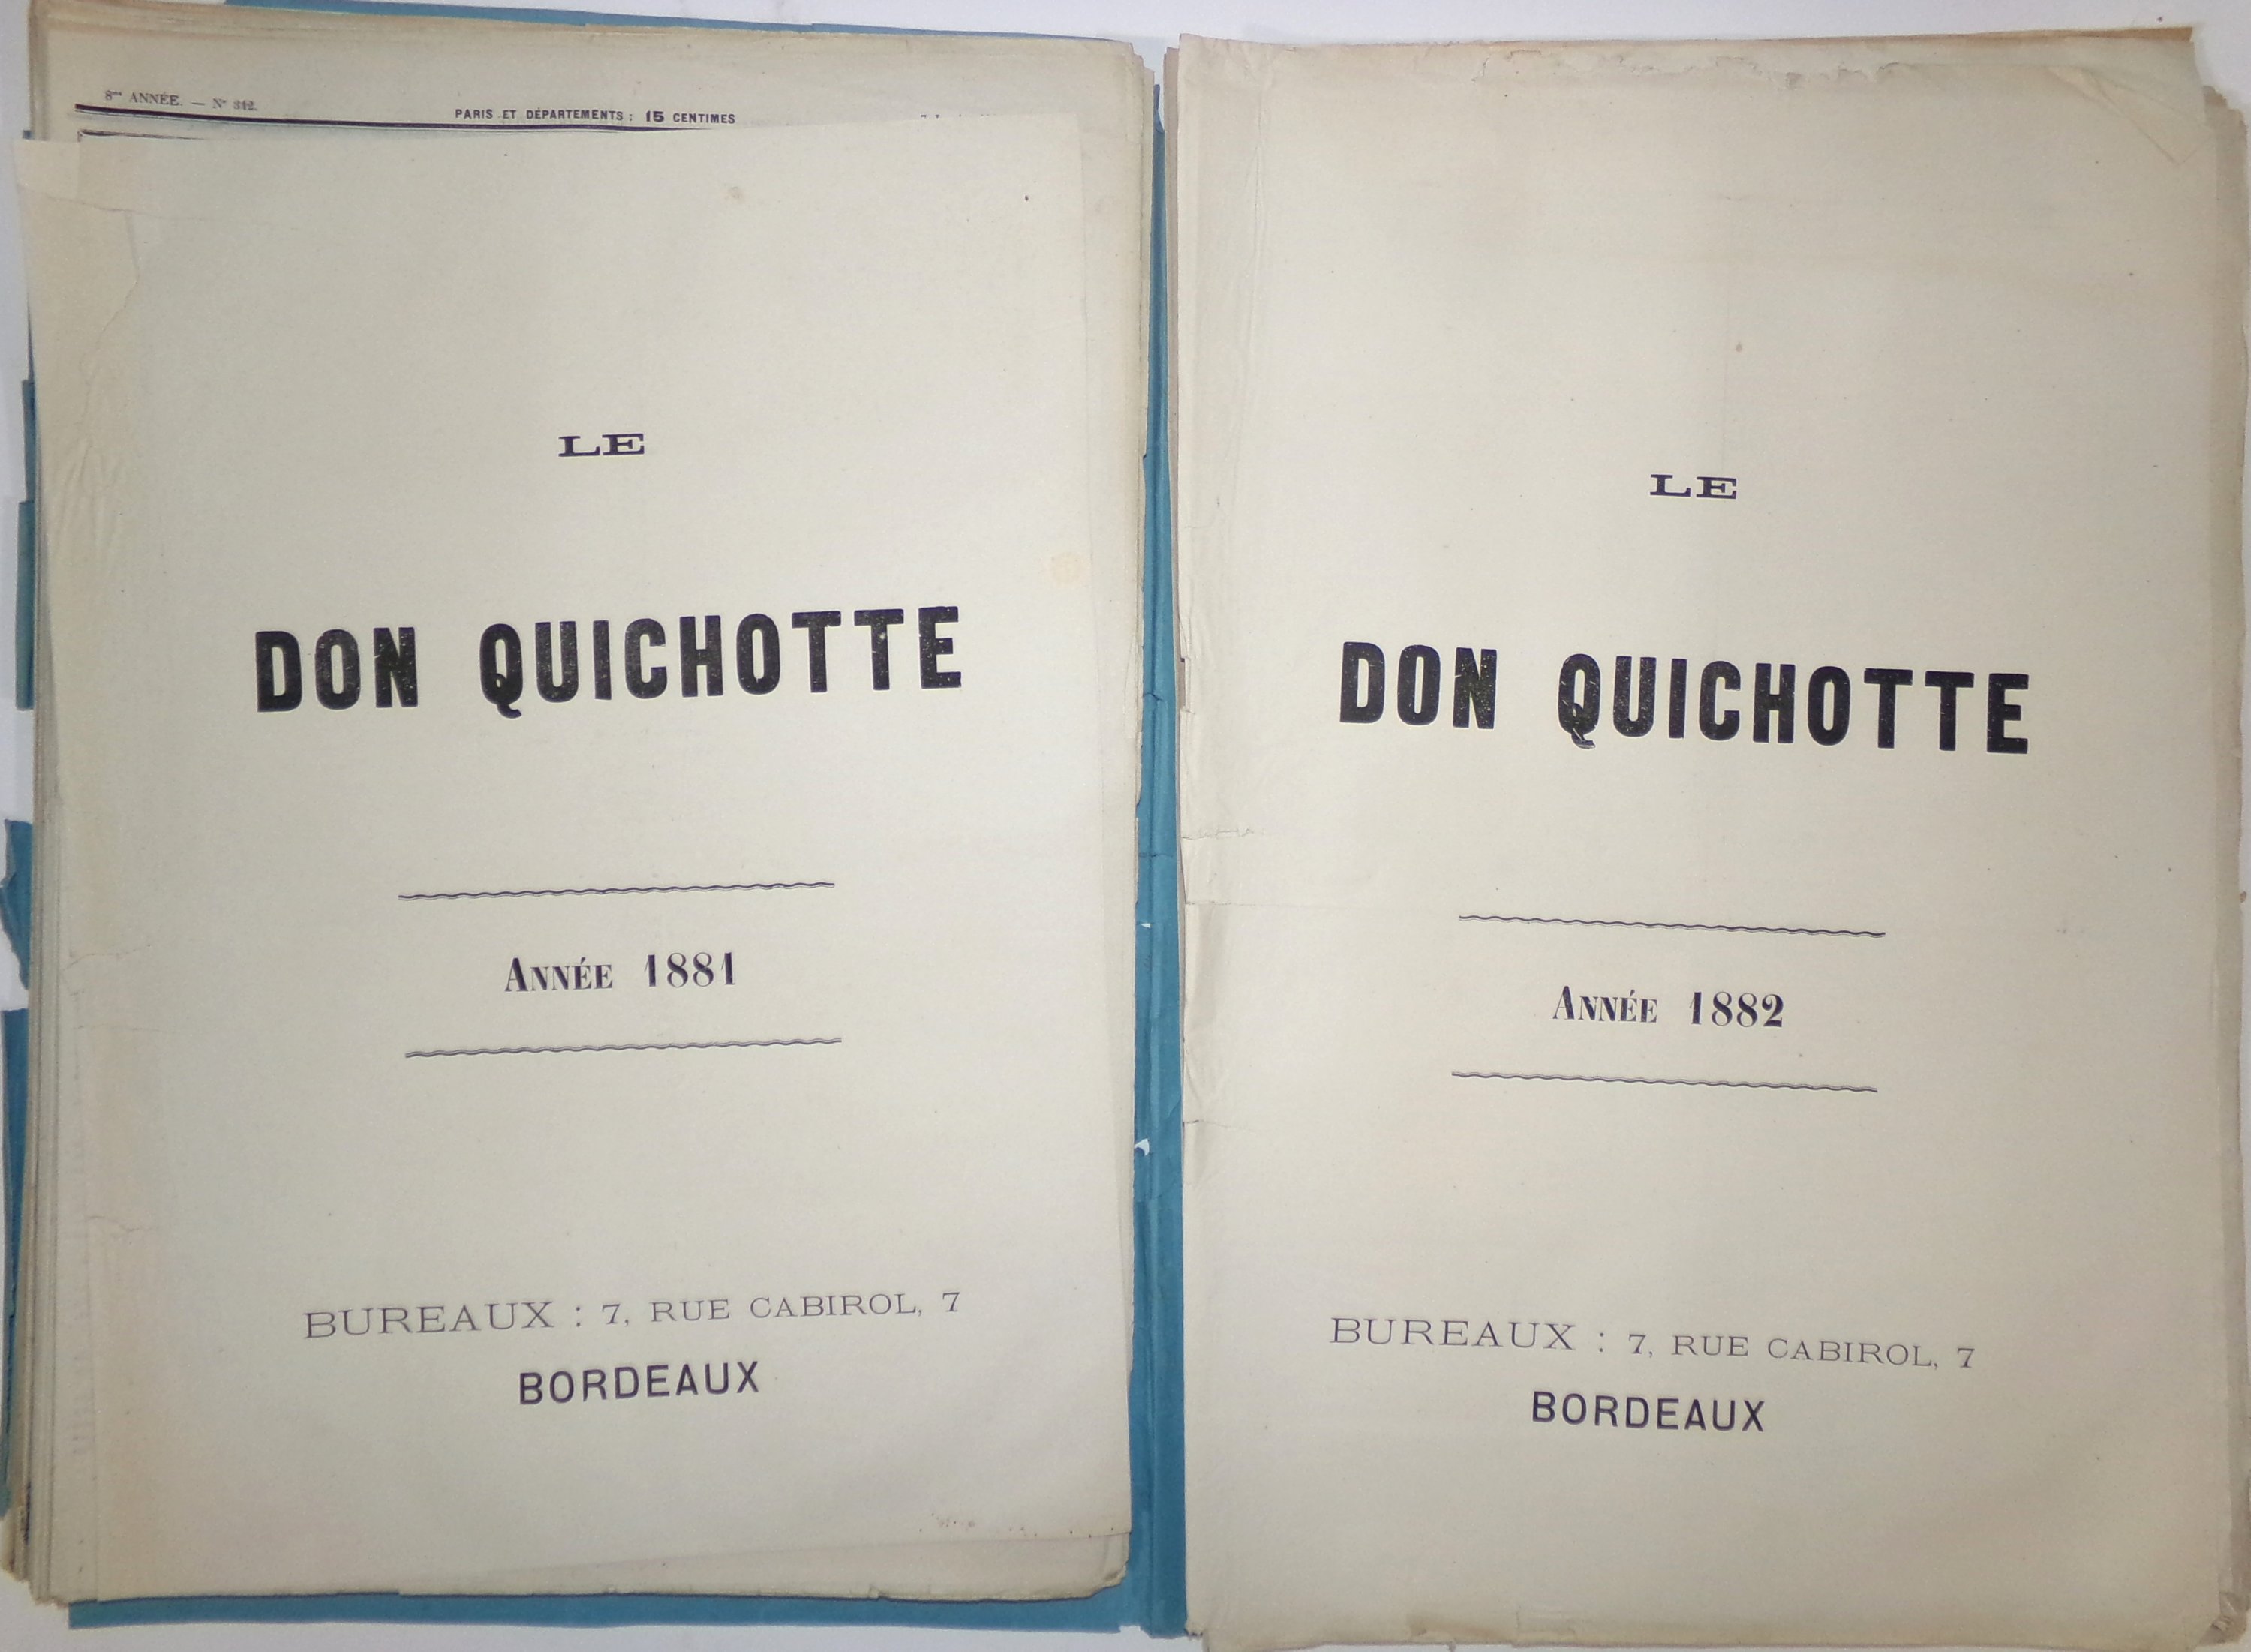 8me ANNÉE. — No 342.
PARIS ET DÉPARTEMENTS : 15 CENTIMES
LE
DON QUICHOTTE
ANNÉE 1881
BUREAUX : 7, RUE CABIROL, 7
BORDEAUX
LE
DON QUICHOTTE
ANNÉE 1882
BUREAUX : 7, RUE CABIROL, 7
BORDEAUX